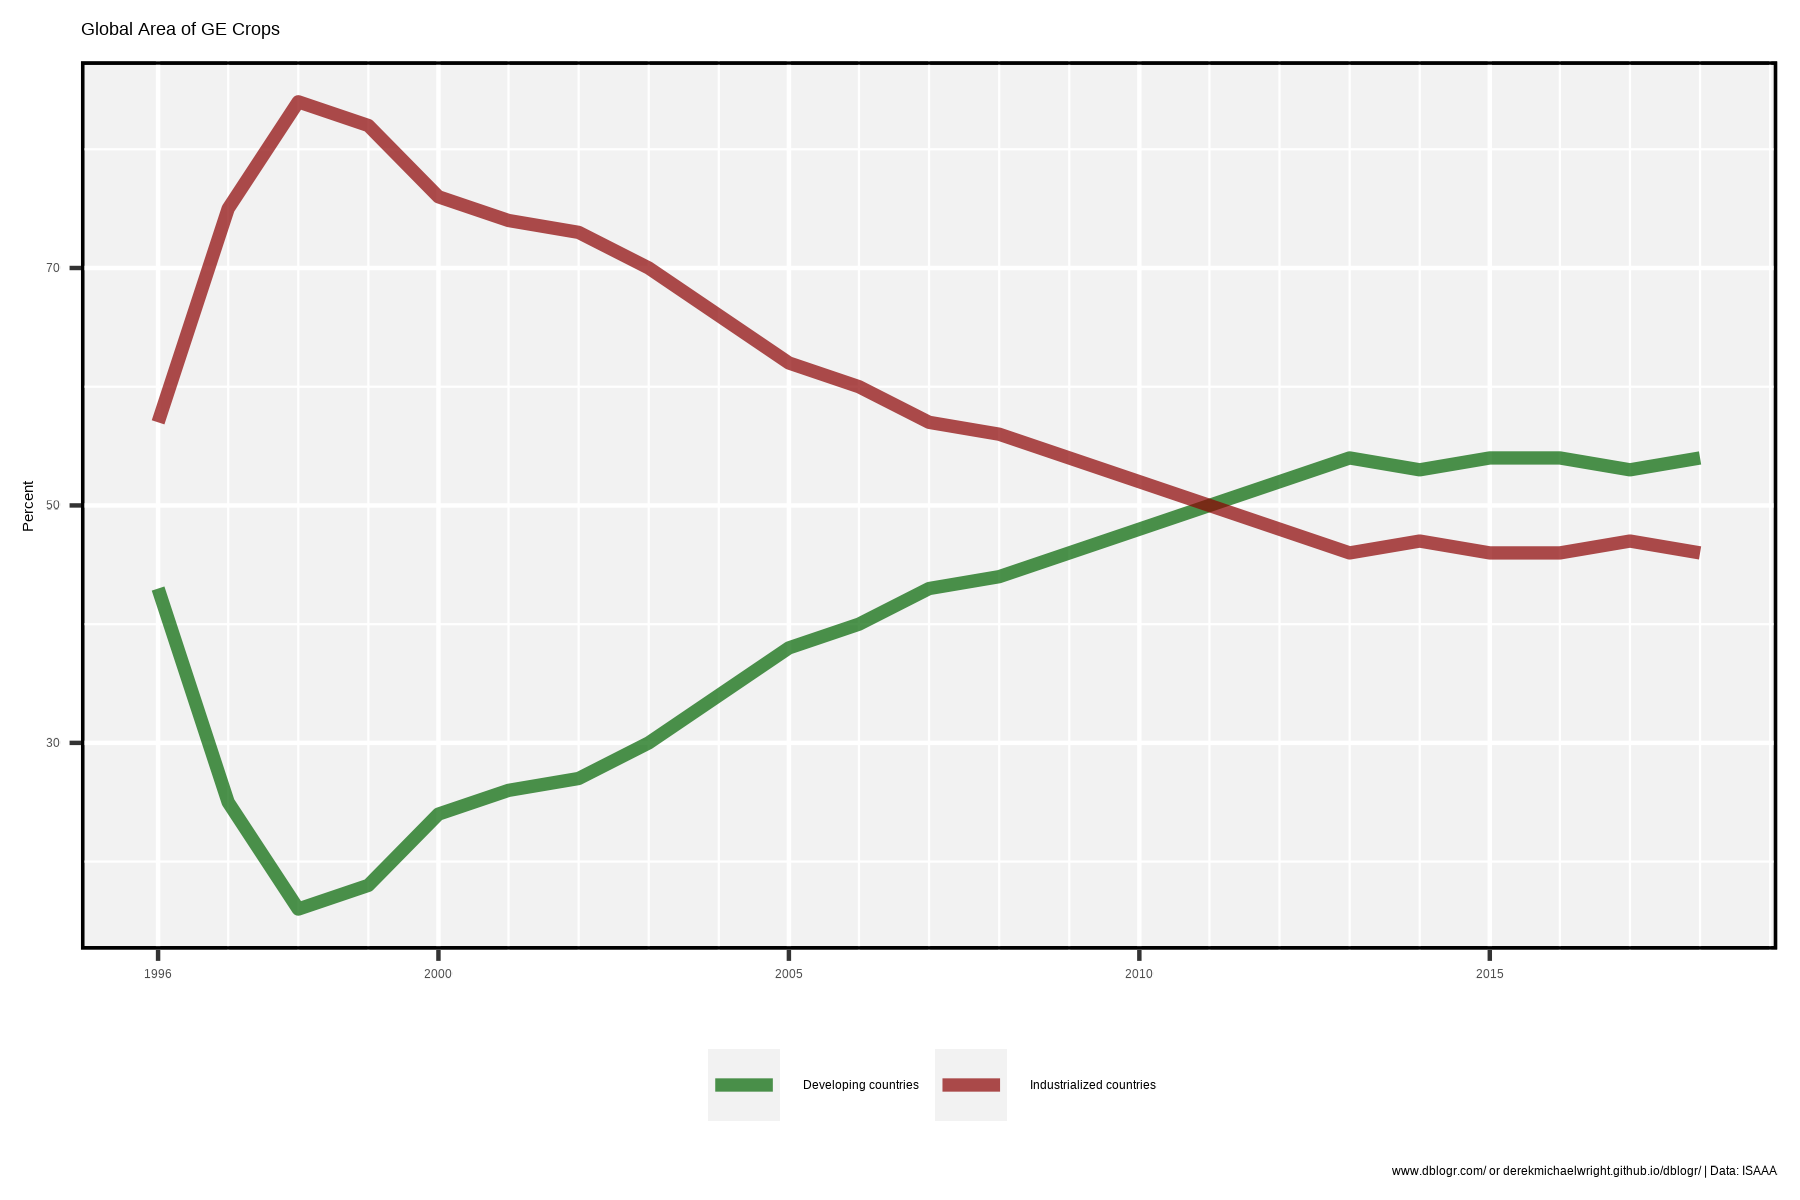 Global Area of GE Crops
Percent
70
50
30
1996 2000 2005 2010 2015
Developing countries Industrialized countries
www.dblogr.com/ or derekmichaelwright.github.io/dblogr/ | Data: ISAAA